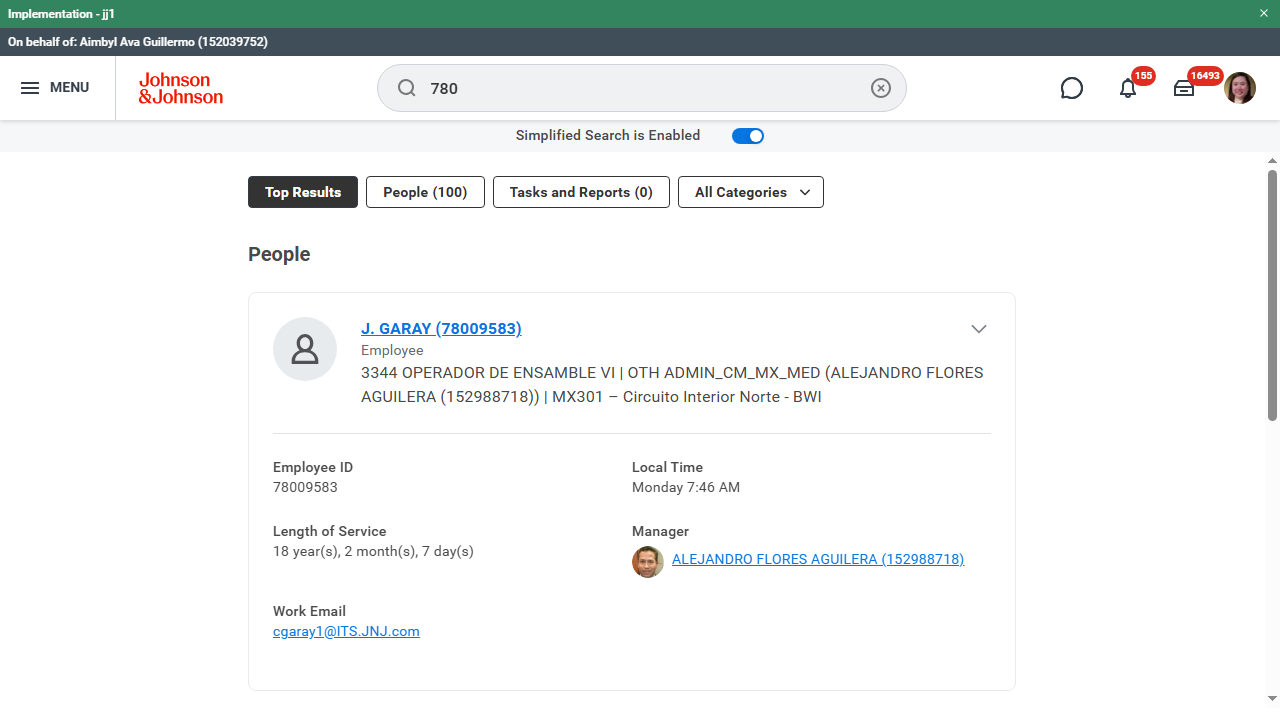 Implementation - jj1
On behalf of: Aimbyl Ava Guillermo (152039752)
MENU
Johnson
&Johnson
780
155
16493
Simplified Search is Enabled
Top Results
People (100)
Tasks and Reports (0)
All Categories
People
J. GARAY (78009583)
Employee
3344 OPERADOR DE ENSAMBLE VI | OTH ADMIN_CM_MX_MED (ALEJANDRO FLORES
AGUILERA (152988718)) | MX301 – Circuito Interior Norte - BWI
Employee ID
78009583
Local Time
Monday 7:46 AM
Length of Service
18 year(s), 2 month(s), 7 day(s)
Manager
ALEJANDRO FLORES AGUILERA (152988718)
Work Email
cgaray1@ITS.JNJ.com